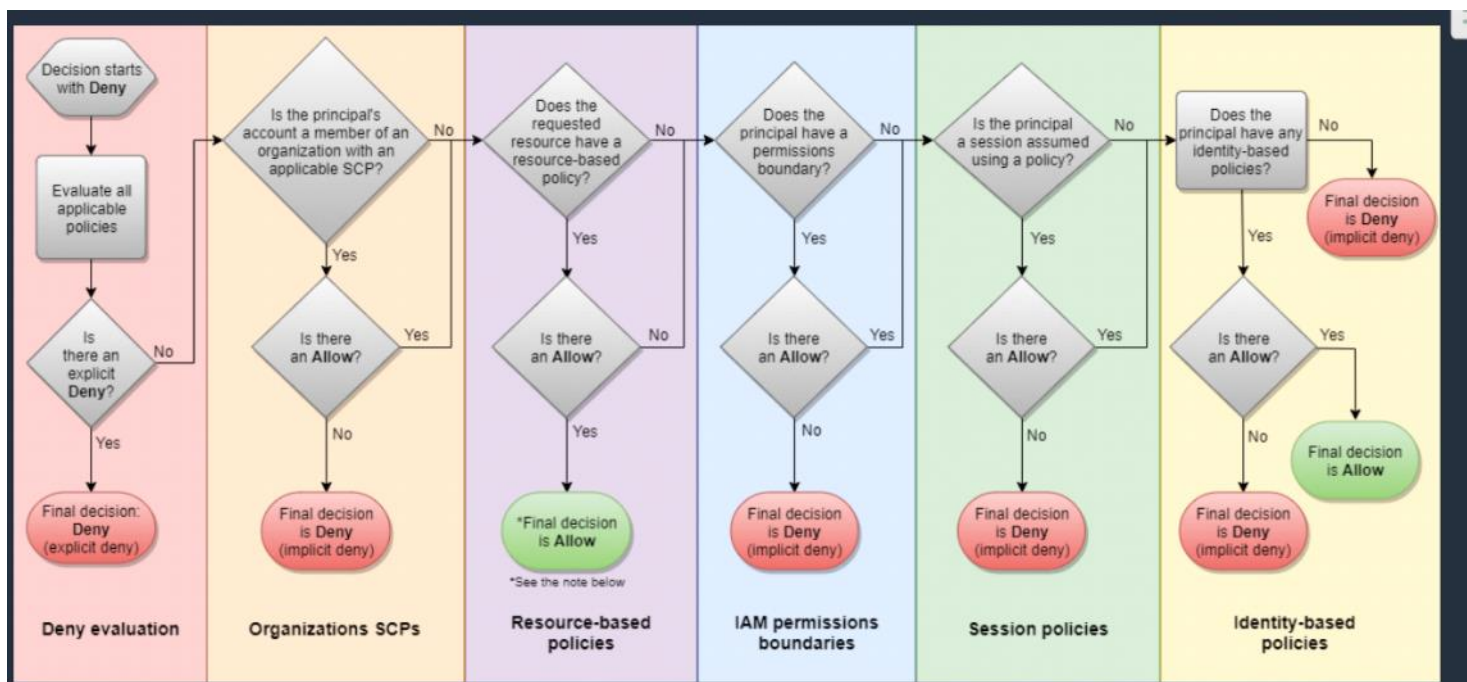 Decision starts
with Deny
Evaluate all
applicable
policies
Is
there an
explicit
Deny?
No
Yes
Final decision:
Deny
(explicit deny)
Deny evaluation
Is the principal's
account a member of an
organization with an
applicable SCP?
No
Yes
Is there
an Allow?
Yes
No
Final decision
is Deny
(implicit deny)
Organizations SCPs
Does the
requested
resource have a
resource-based
policy?
No
Yes
Is there
an Allow?
No
Yes
*Final decision
is Allow
*See the note below
Resource-based
policies
Does the
principal have a
permissions
boundary?
No
Yes
Is there
an Allow?
Yes
No
Final decision
is Deny
(implicit deny)
IAM permissions
boundaries
Is the principal
a session assumed
using a policy?
No
Yes
Is there
an Allow?
Yes
No
Final decision
is Deny
(implicit deny)
Session policies
Does the
principal have any
identity-based
policies?
No
Final decision
is Deny
(implicit deny)
Yes
Is there
an Allow?
Yes
Final decision
is Allow
No
Final decision
is Deny
(implicit deny)
Identity-based
policies